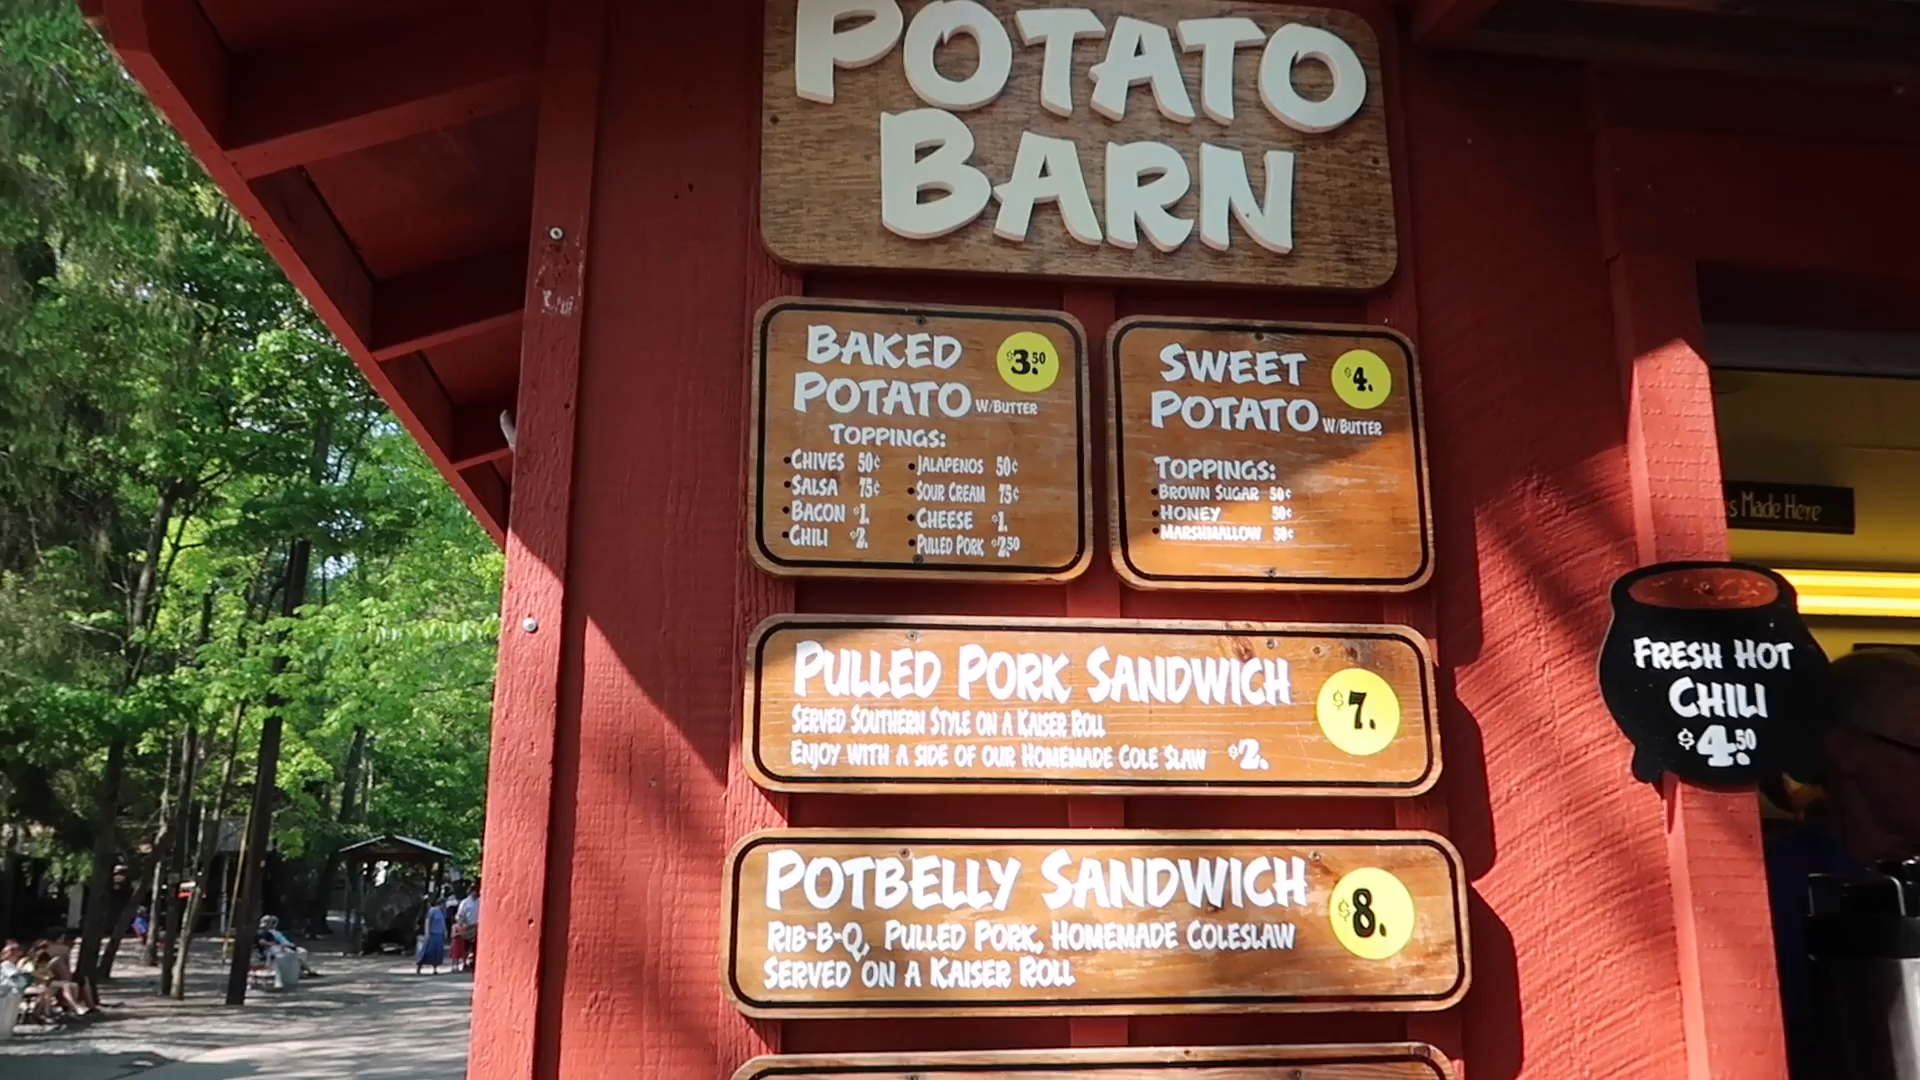 POTATO
BARN
BAKED
POTATO W/BUTTER
$3.50
TOPPINGS:
•CHIVES 50¢
•SALSA 75¢
•BACON $1.
•CHILI $2.
•JALAPENOS 50¢
•SOUR CREAM 75¢
•CHEESE $1.
•PULLED PORK $2.50
SWEET
POTATO W/BUTTER
$4.
TOPPINGS:
•BROWN SUGAR 50¢
•HONEY 50¢
•MARSHMALLOW 50¢
PULLED PORK SANDWICH
$7.
SERVED SOUTHERN STYLE ON A KAISER ROLL
ENJOY WITH A SIDE OF OUR HOMEMADE COLE SLAW $2.
POTBELLY SANDWICH
$8.
RIB-B-Q, PULLED PORK, HOMEMADE COLESLAW
SERVED ON A KAISER ROLL
Made Here
FRESH HOT
CHILI
$4.50